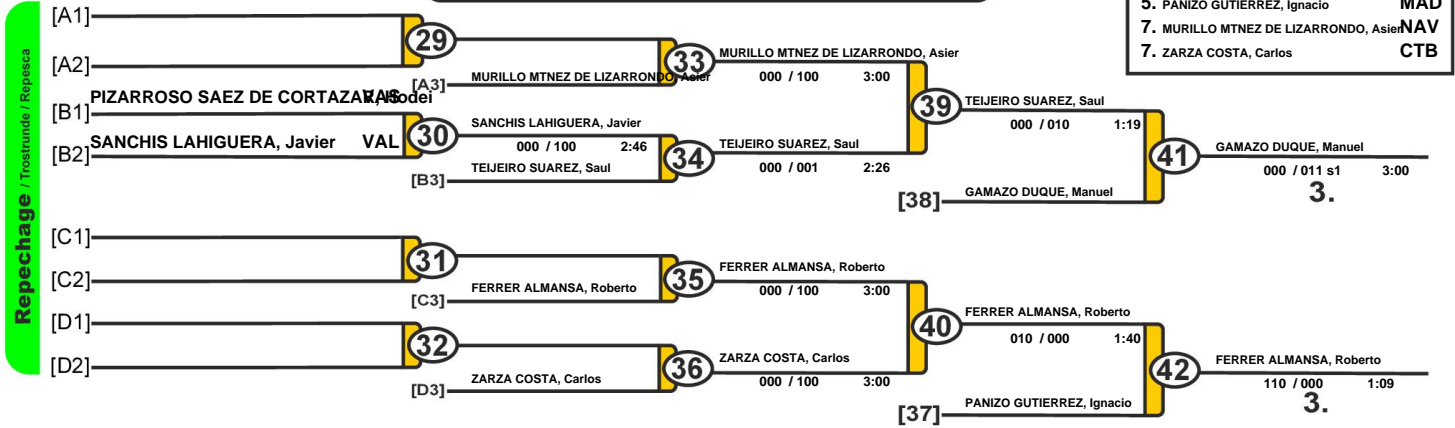 5. PANIZO GUTIERREZ, Ignacio MAD
7. MURILLO MTNEZ DE LIZARRONDO, Asier NAV
7. ZARZA COSTA, Carlos CTB
Repechage / Trostrunde / Repesca
[A1]
29
[A2]
33
MURILLO MTNEZ DE LIZARRONDO, Asier
000 / 100 3:00
[A3] MURILLO MTNEZ DE LIZARRONDO, Asier
PIZARROSO SAEZ DE CORTAZAR, Hodei VAS
[B1]
39
TEIJEIRO SUAREZ, Saul
000 / 010 1:19
30
SANCHIS LAHIGUERA, Javier
000 / 100 2:46
[B2] SANCHIS LAHIGUERA, Javier VAL
34
TEIJEIRO SUAREZ, Saul
000 / 001 2:26
41
GAMAZO DUQUE, Manuel
000 / 011 s1 3:00
3.
[B3] TEIJEIRO SUAREZ, Saul
[38] GAMAZO DUQUE, Manuel
[C1]
31
[C2]
35
FERRER ALMANSA, Roberto
000 / 100 3:00
[C3] FERRER ALMANSA, Roberto
[D1]
40
FERRER ALMANSA, Roberto
010 / 000 1:40
32
[D2]
36
ZARZA COSTA, Carlos
000 / 100 3:00
42
FERRER ALMANSA, Roberto
110 / 000 1:09
3.
[D3] ZARZA COSTA, Carlos
[37] PANIZO GUTIERREZ, Ignacio